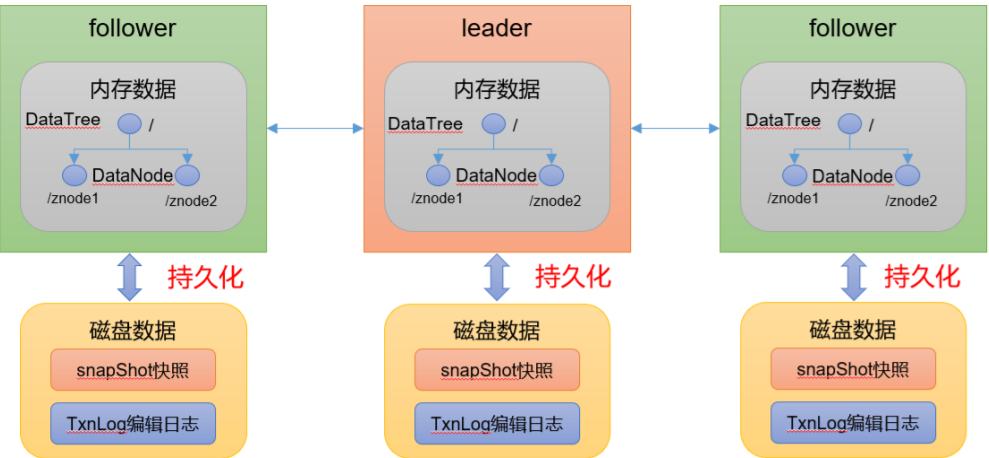 follower
内存数据
DataTree
/
DataNode
/znode1
/znode2
持久化
磁盘数据
snapShot快照
TxnLog编辑日志
leader
内存数据
DataTree
/
DataNode
/znode1
/znode2
持久化
磁盘数据
snapShot快照
TxnLog编辑日志
follower
内存数据
DataTree
/
DataNode
/znode1
/znode2
持久化
磁盘数据
snapShot快照
TxnLog编辑日志